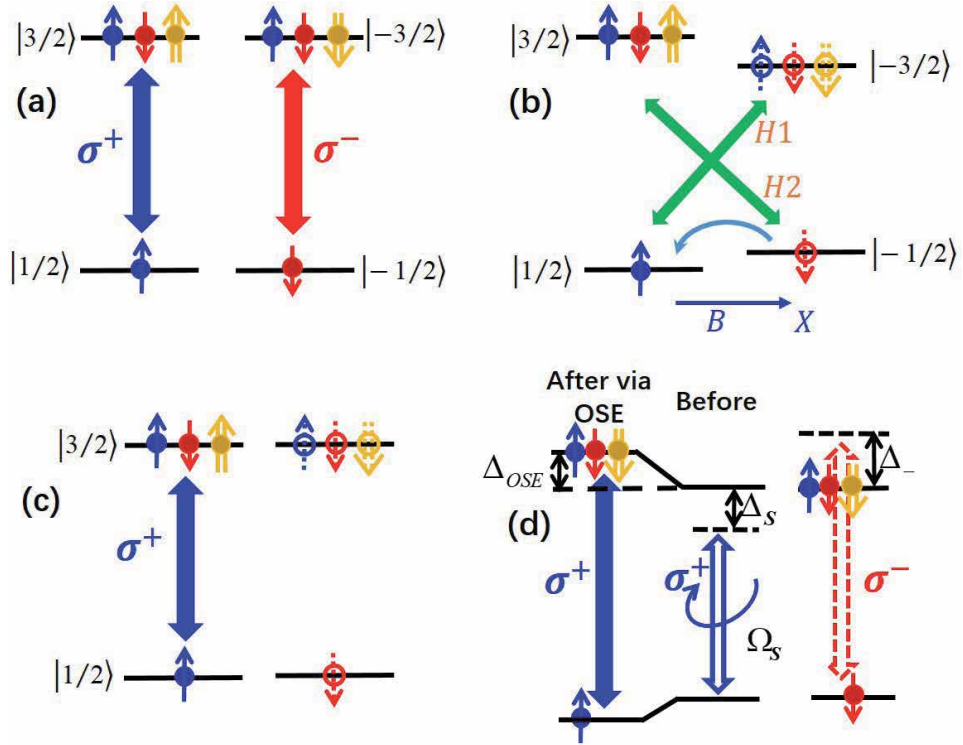 |3/2⟩
|−3/2⟩
(a)
σ⁺
σ⁻
|1/2⟩
|−1/2⟩
|3/2⟩
|−3/2⟩
(b)
H1
H2
|1/2⟩
|−1/2⟩
B
X
|3/2⟩
(c)
σ⁺
|1/2⟩
After via
OSE
Before
Δ_OSE
Δ_S
Δ_−
(d)
σ⁺
σ⁺
σ⁻
Ω_S